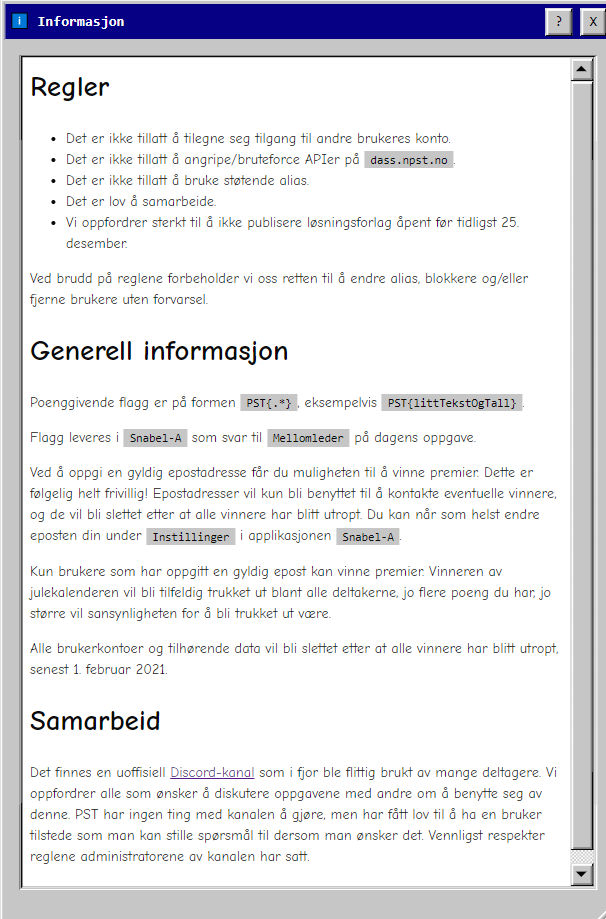 i Informasjon ? X
Regler
• Det er ikke tillatt å tilegne seg tilgang til andre brukeres konto.
• Det er ikke tillatt å angripe/bruteforce APIer på dass.npst.no.
• Det er ikke tillatt å bruke støtende alias.
• Det er lov å samarbeide.
• Vi oppfordrer sterkt til å ikke publisere løsningsforlag åpent før tidligst 25.
desember.
Ved brudd på reglene forbeholder vi oss retten til å endre alias, blokkere og/eller
fjerne brukere uten forvarsel.
Generell informasjon
Poenggivende flagg er på formen PST{.*}, eksempelvis PST{littTekstOgTall}.
Flagg leveres i Snabel-A som svar til Mellomleder på dagens oppgave.
Ved å oppgi en gyldig epostadresse får du muligheten til å vinne premier. Dette er
følgelig helt frivillig! Epostadresser vil kun bli benyttet til å kontakte eventuelle vinnere,
og de vil bli slettet etter at alle vinnere har blitt utropt. Du kan når som helst endre
eposten din under Instillinger i applikasjonen Snabel-A.
Kun brukere som har oppgitt en gyldig epost kan vinne premier. Vinneren av
julekalenderen vil bli tilfeldig trukket ut blant alle deltakerne, jo flere poeng du har, jo
større vil sansynligheten for å bli trukket ut være.
Alle brukerkontoer og tilhørende data vil bli slettet etter at alle vinnere har blitt utropt,
senest 1. februar 2021.
Samarbeid
Det finnes en uoffisiell Discord-kanal som i fjor ble flittig brukt av mange deltagere. Vi
oppfordrer alle som ønsker å diskutere oppgavene med andre om å benytte seg av
denne. PST har ingen ting med kanalen å gjøre, men har fått lov til å ha en bruker
tilstede som man kan stille spørsmål til dersom man ønsker det. Vennligst respekter
reglene administratorene av kanalen har satt.